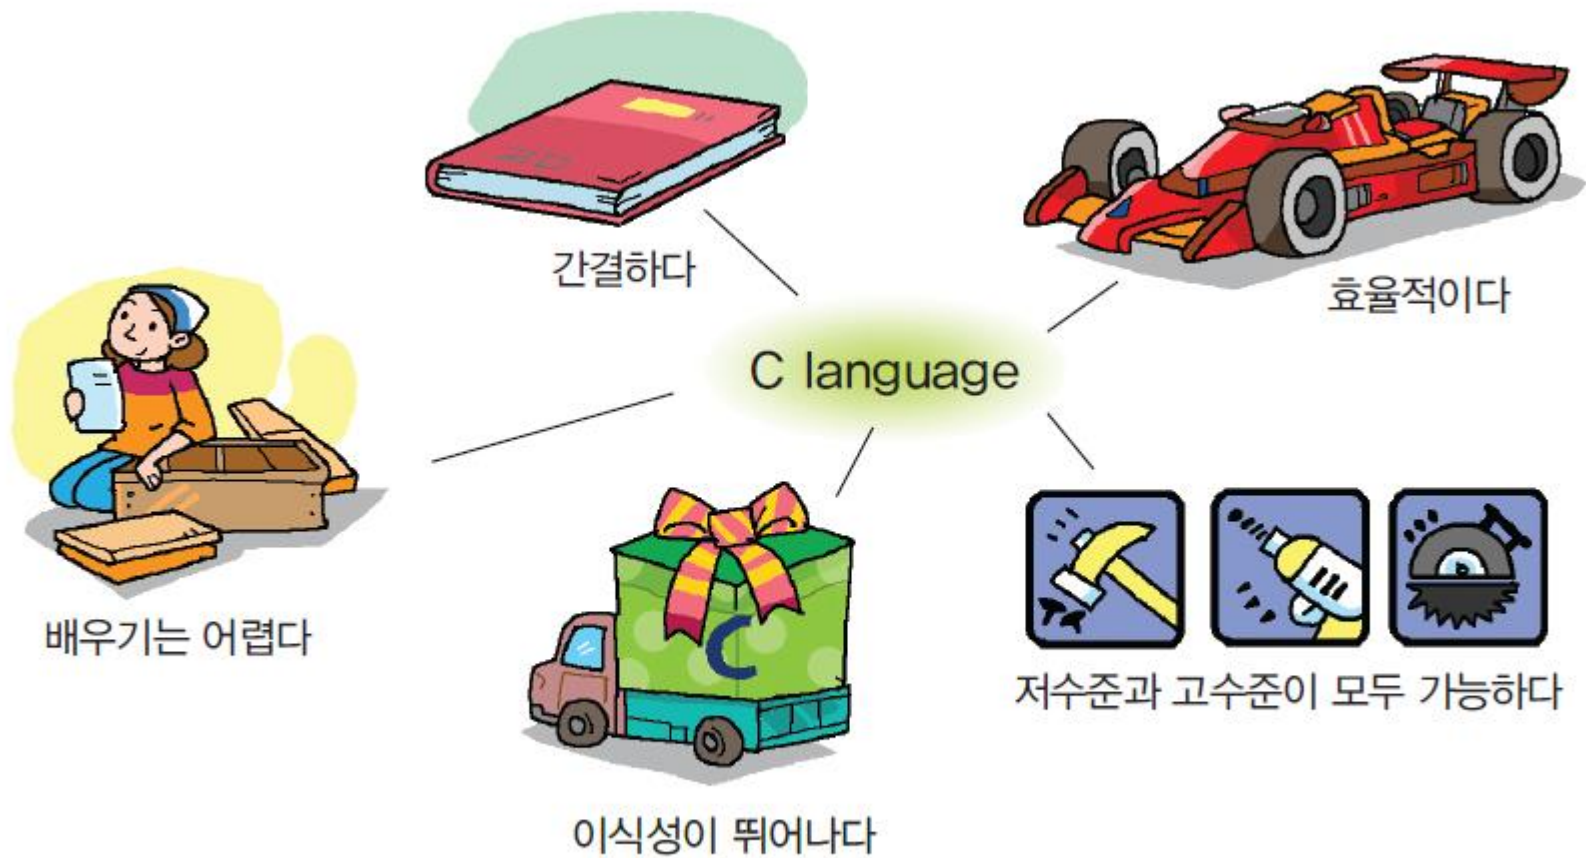 간결하다
효율적이다
C language
배우기는 어렵다
C
저수준과 고수준이 모두 가능하다
이식성이 뛰어나다